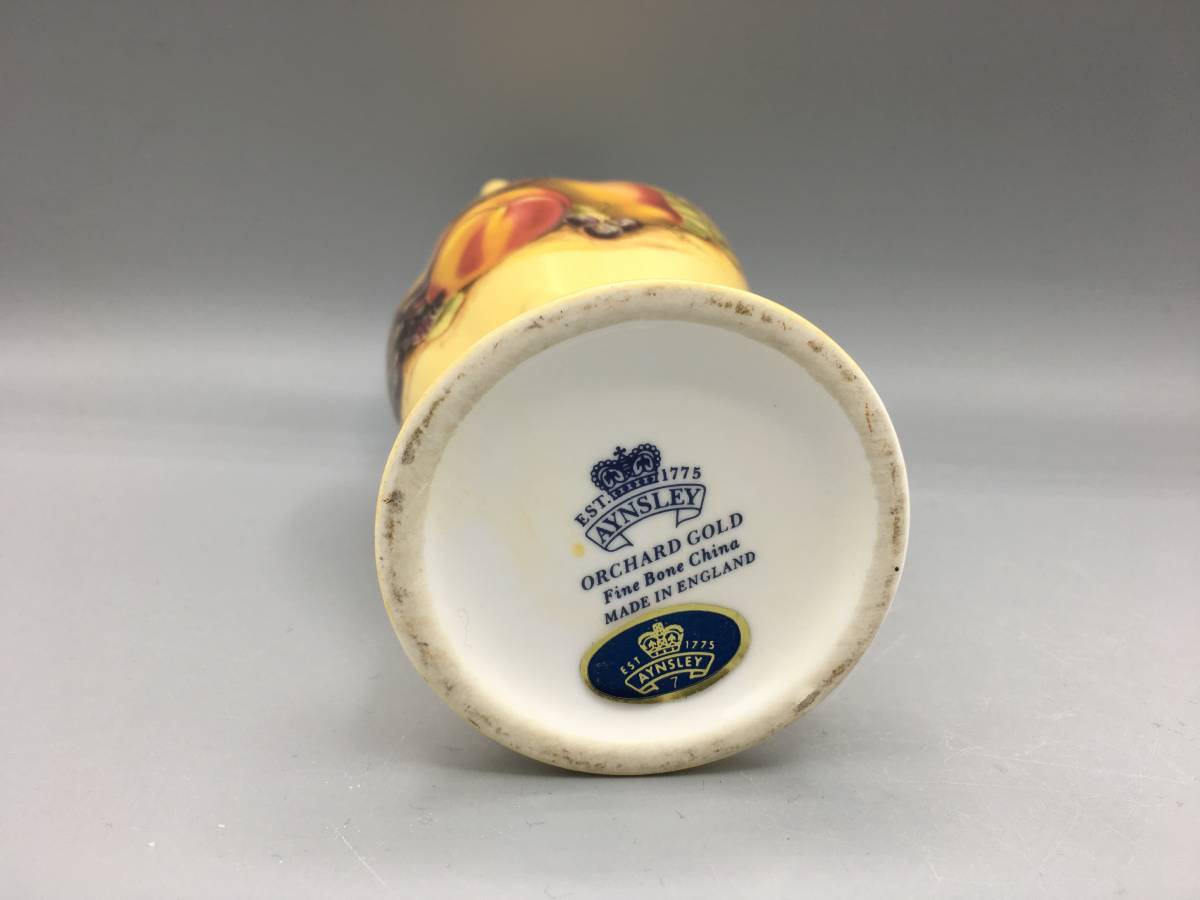 EST. 1775
AYNSLEY
ORCHARD GOLD
Fine Bone China
MADE IN ENGLAND
EST 1775
AYNSLEY
7